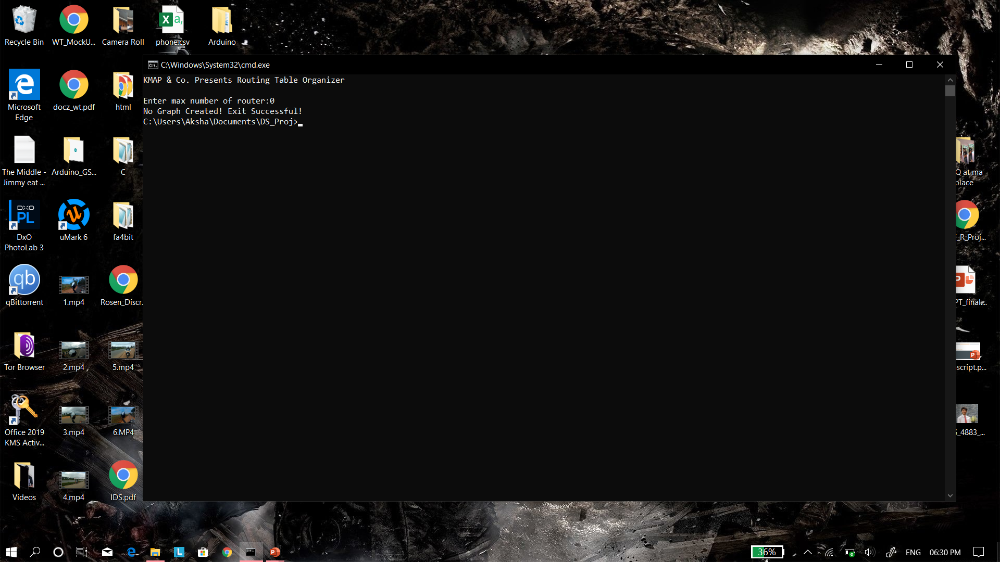 Recycle Bin
WT_MockU...
Camera Roll
phone.csv
Arduino
C:\Windows\System32\cmd.exe
KMAP & Co. Presents Routing Table Organizer
Enter max number of router:0
No Graph Created! Exit Successful!
C:\Users\Aksha\Documents\DS_Proj>
Microsoft
Edge
docz_wt.pdf
html
The Middle -
Jimmy eat ...
Arduino_GS...
C
Q at ma
place
DXO
PL
DxO
PhotoLab 3
uMark 6
fa4bit
_R_Proj...
qb
qBittorrent
1.mp4
Rosen_Discr.
PT_final...
Tor Browser
2.mp4
5.mp4
script.p...
Office 2019
KMS Activ...
3.mp4
6.MP4
_4883_...
Videos
4.mp4
IDS.pdf
36%
ENG
06:30 PM